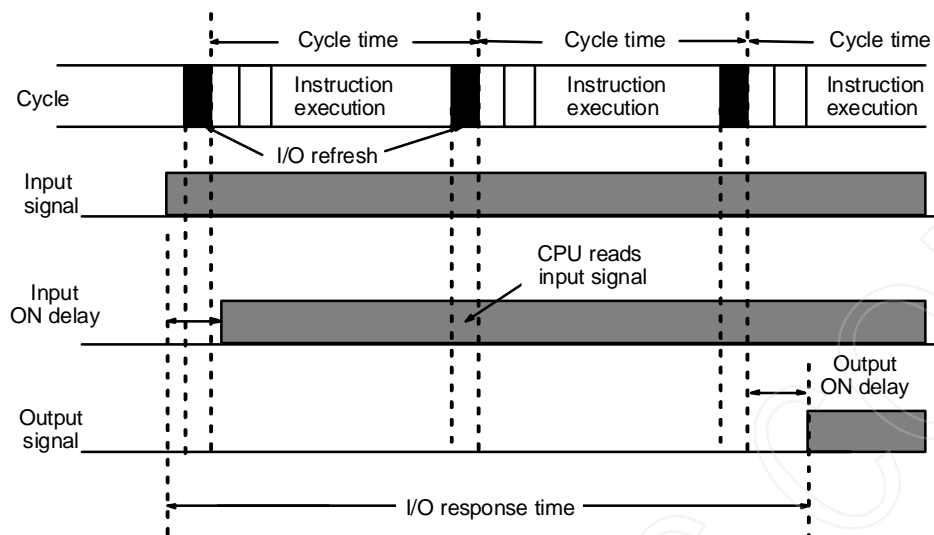 Cycle time
Cycle time
Cycle time
Cycle
Instruction
execution
Instruction
execution
Instruction
execution
I/O refresh
Input
signal
CPU reads
input signal
Input
ON delay
Output
ON delay
Output
signal
I/O response time